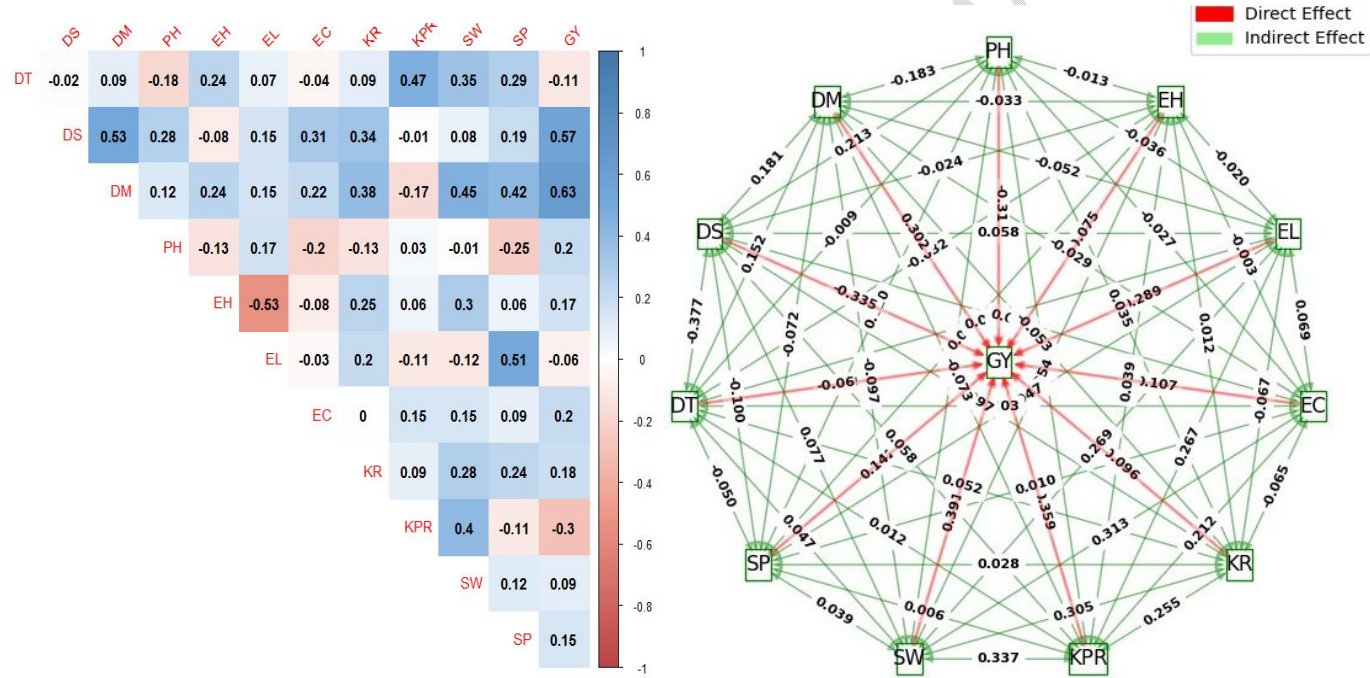 DS DM PH EH EL EC KR KPR SW SP GY
DT -0.02 0.09 -0.18 0.24 0.07 -0.04 0.09 0.47 0.35 0.29 -0.11
DS 0.53 0.28 -0.08 0.15 0.31 0.34 -0.01 0.08 0.19 0.57
DM 0.12 0.24 0.15 0.22 0.38 -0.17 0.45 0.42 0.63
PH -0.13 0.17 -0.2 -0.13 0.03 -0.01 -0.25 0.2
EH -0.53 -0.08 0.25 0.06 0.3 0.06 0.17
EL -0.03 0.2 -0.11 -0.12 0.51 -0.06
EC 0 0.15 0.15 0.09 0.2
KR 0.09 0.28 0.24 0.18
KPR 0.4 -0.11 -0.3
SW 0.12 0.09
SP 0.15
1
0.8
0.6
0.4
0.2
0
-0.2
-0.4
-0.6
-0.8
-1
Direct Effect
Indirect Effect
PH
-0.183 -0.013
DM -0.033 EH
0.213 -0.036
0.181 -0.024 -0.052 -0.020
DS -0.009 0.302 0.058 -0.029 -0.027 EL
0.152 -0.003
-0.377 -0.072 -0.335 0.035 0.012 0.069
-0.053
GY
DT -0.097 -0.073 0.039 EC
-0.100 -0.067
0.077 0.058 0.269 0.267
-0.050 0.052 0.010 -0.065
0.047 0.012 0.391 0.313 0.212
SP 0.028 KR
0.039 0.006 0.305 0.255
SW 0.337 KPR